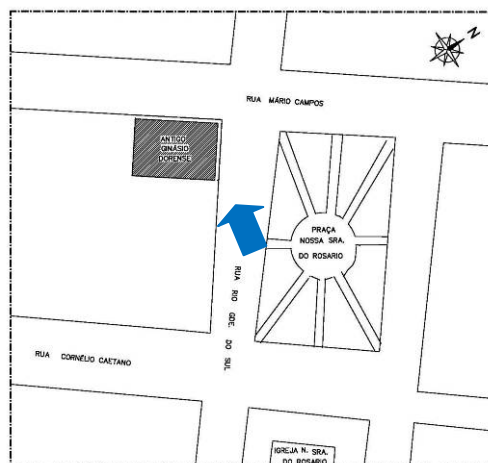 N
RUA MÁRIO CAMPOS
ANTIGO
GINÁSIO
DORENSE
PRAÇA
NOSSA SRA.
DO ROSARIO
RUA RIO GDE. DO SUL
RUA CORNÉLIO CAETANO
IGREJA N. SRA.
DO ROSARIO